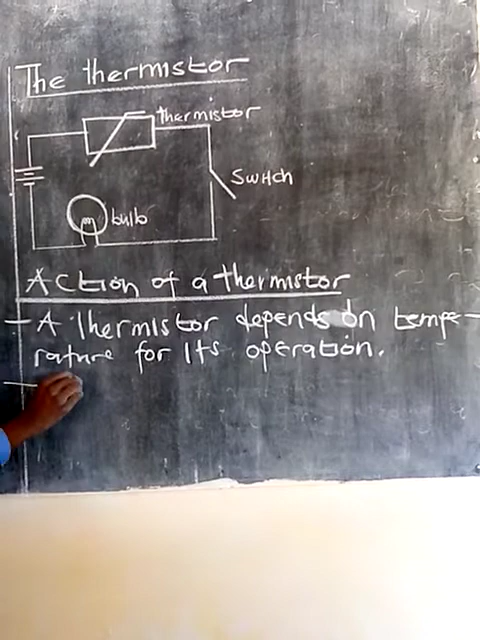 The thermistor
thermistor
Switch
bulb
Action of a thermistor
- A Thermistor depends on tempe-
rature for Its operation.
-